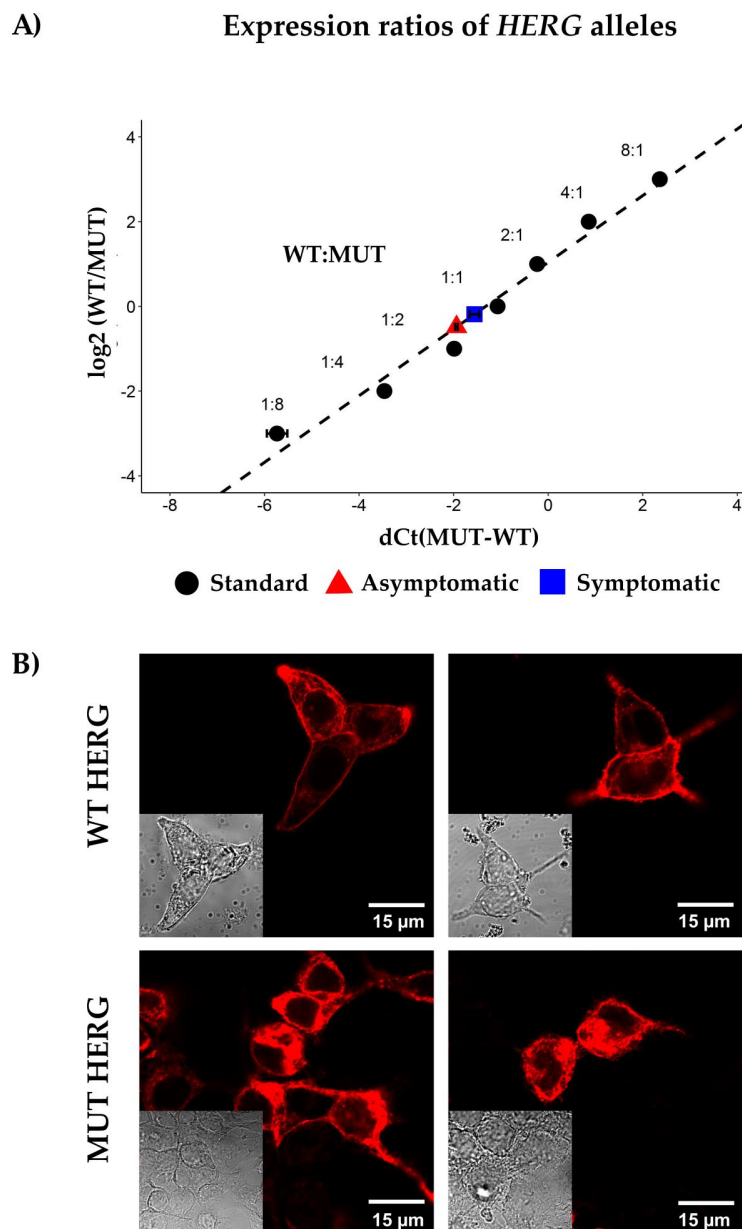 A)
Expression ratios of HERG alleles
log2 (WT/MUT)
4
2
0
-2
-4
8:1
4:1
2:1
WT:MUT
1:1
1:2
1:4
1:8
-8
-6
-4
-2
0
2
4
dCt(MUT-WT)
Standard
Asymptomatic
Symptomatic
B)
WT HERG
15 µm
15 µm
MUT HERG
15 µm
15 µm